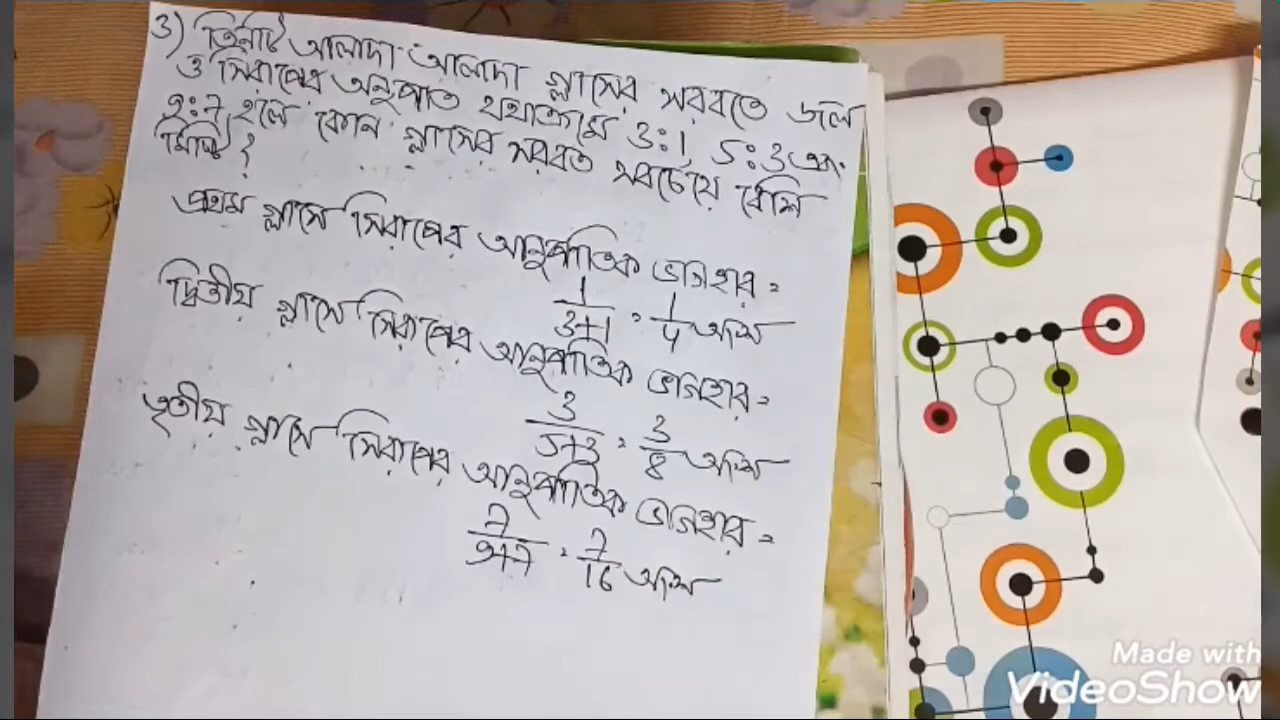 3) তিনটি আলাদা আলাদা গ্লাসের সরবতে জল
ও সিরাপের অনুপাত যথাক্রমে 3:1 5:3 এবং
9:7 হলে কোন গ্লাসের সরবত সবচেয়ে বেশি
মিষ্টি?
প্রথম গ্লাসে সিরাপের আনুপাতিক ভাগহার =
1/3+1 = 1/4 অংশ
দ্বিতীয় গ্লাসে সিরাপের আনুপাতিক ভাগহার =
3/5+3 = 3/8 অংশ
তৃতীয় গ্লাসে সিরাপের আনুপাতিক ভাগহার =
7/9+7 = 7/16 অংশ
Made with
VideoShow